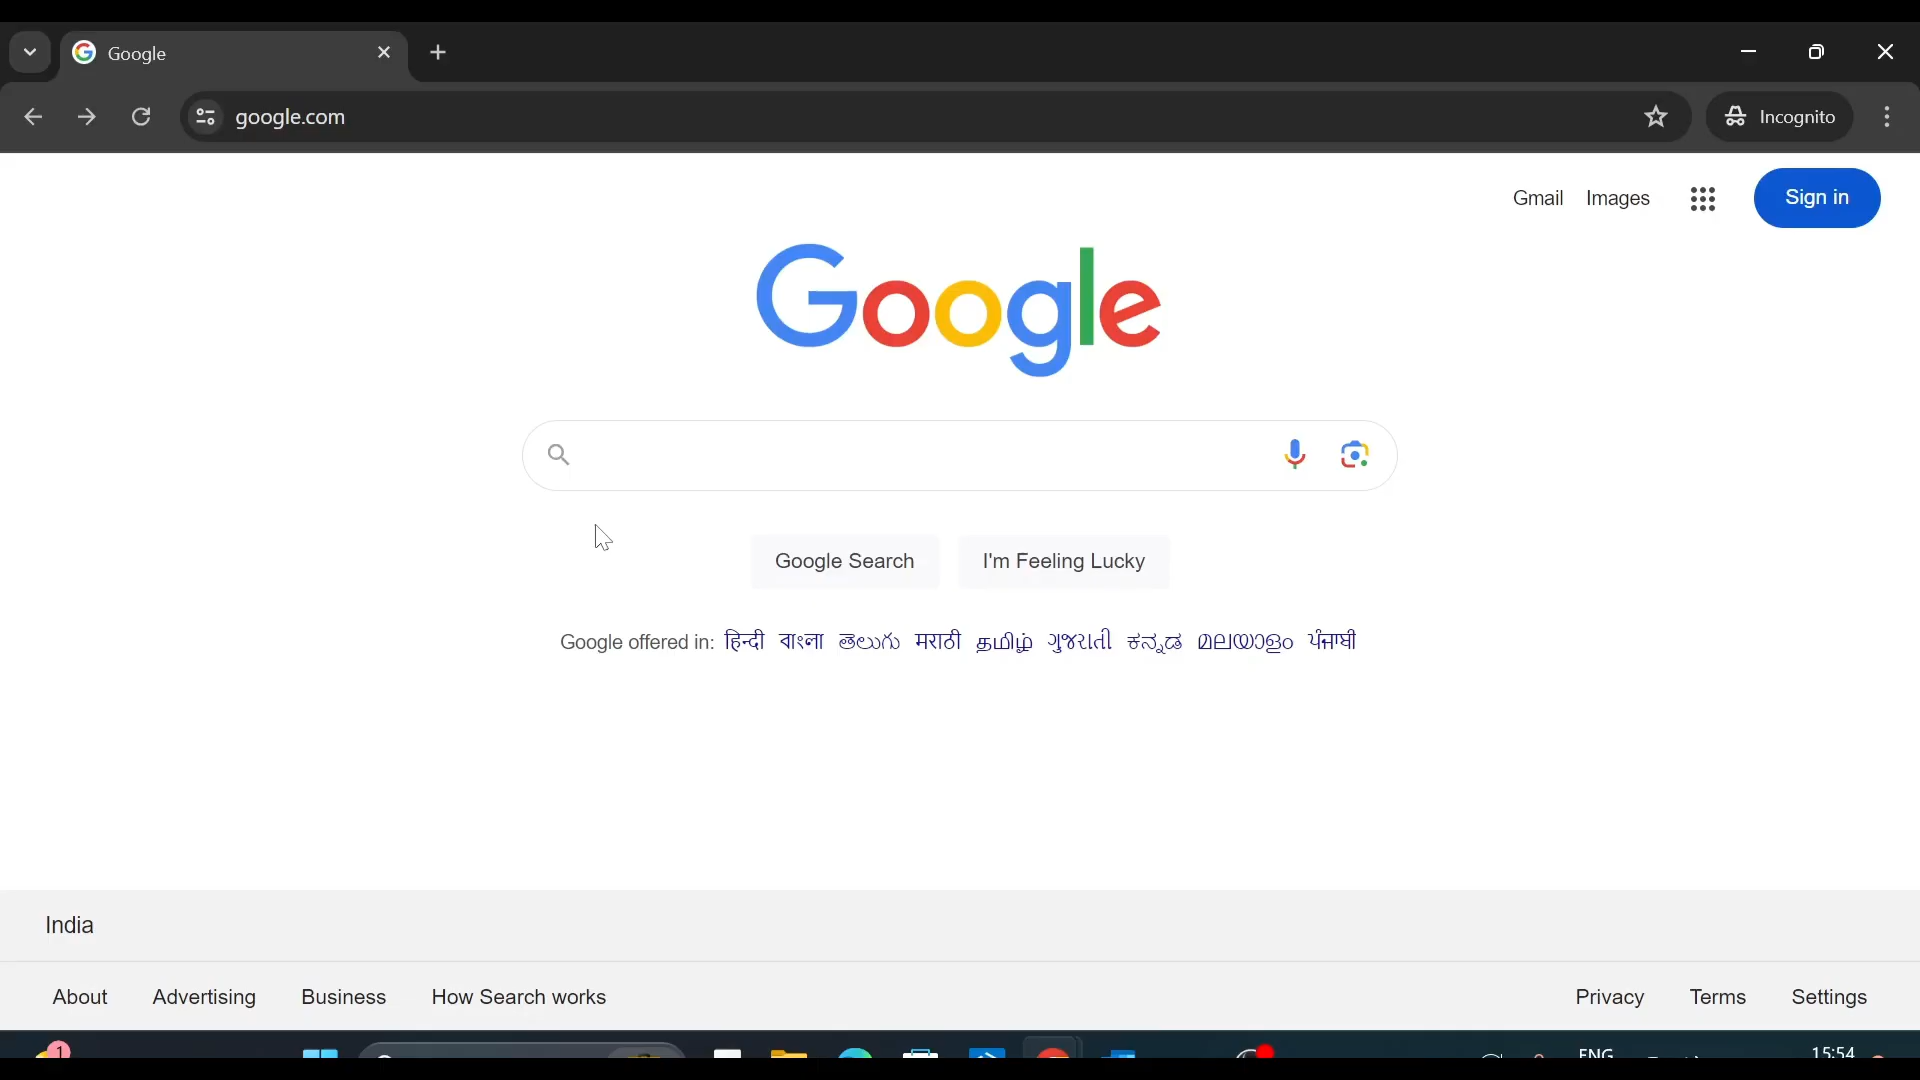 Google
google.com
Incognito
Gmail Images Sign in
Google
Google Search I'm Feeling Lucky
Google offered in: हिन्दी বাংলা తెలుగు मराठी தமிழ் ગુજરાતી ಕನ್ನಡ മലയാളം ਪੰਜਾਬੀ
India
About Advertising Business How Search works Privacy Terms Settings
1 ENG 15:54